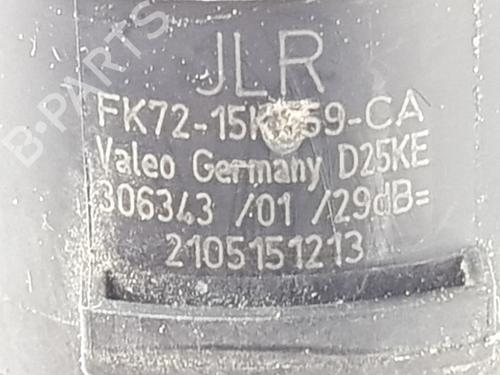 JLR
Valeo Germany D25KE
306343 /01 /29dB=
2105151213
B-PARTS